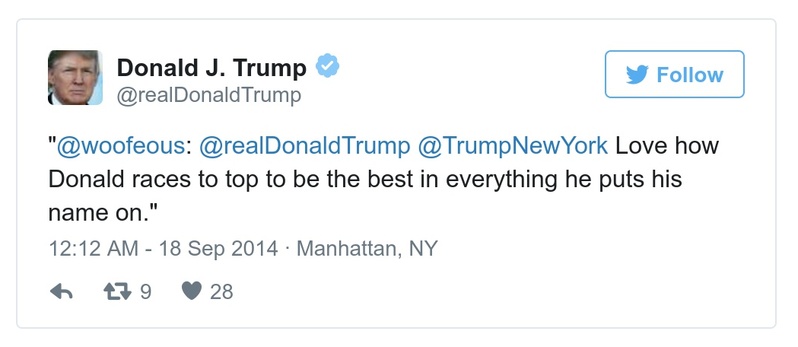 Donald J. Trump
@realDonaldTrump
Follow
"@woofeous: @realDonaldTrump @TrumpNewYork Love how
Donald races to top to be the best in everything he puts his
name on."
12:12 AM - 18 Sep 2014 · Manhattan, NY
9 28